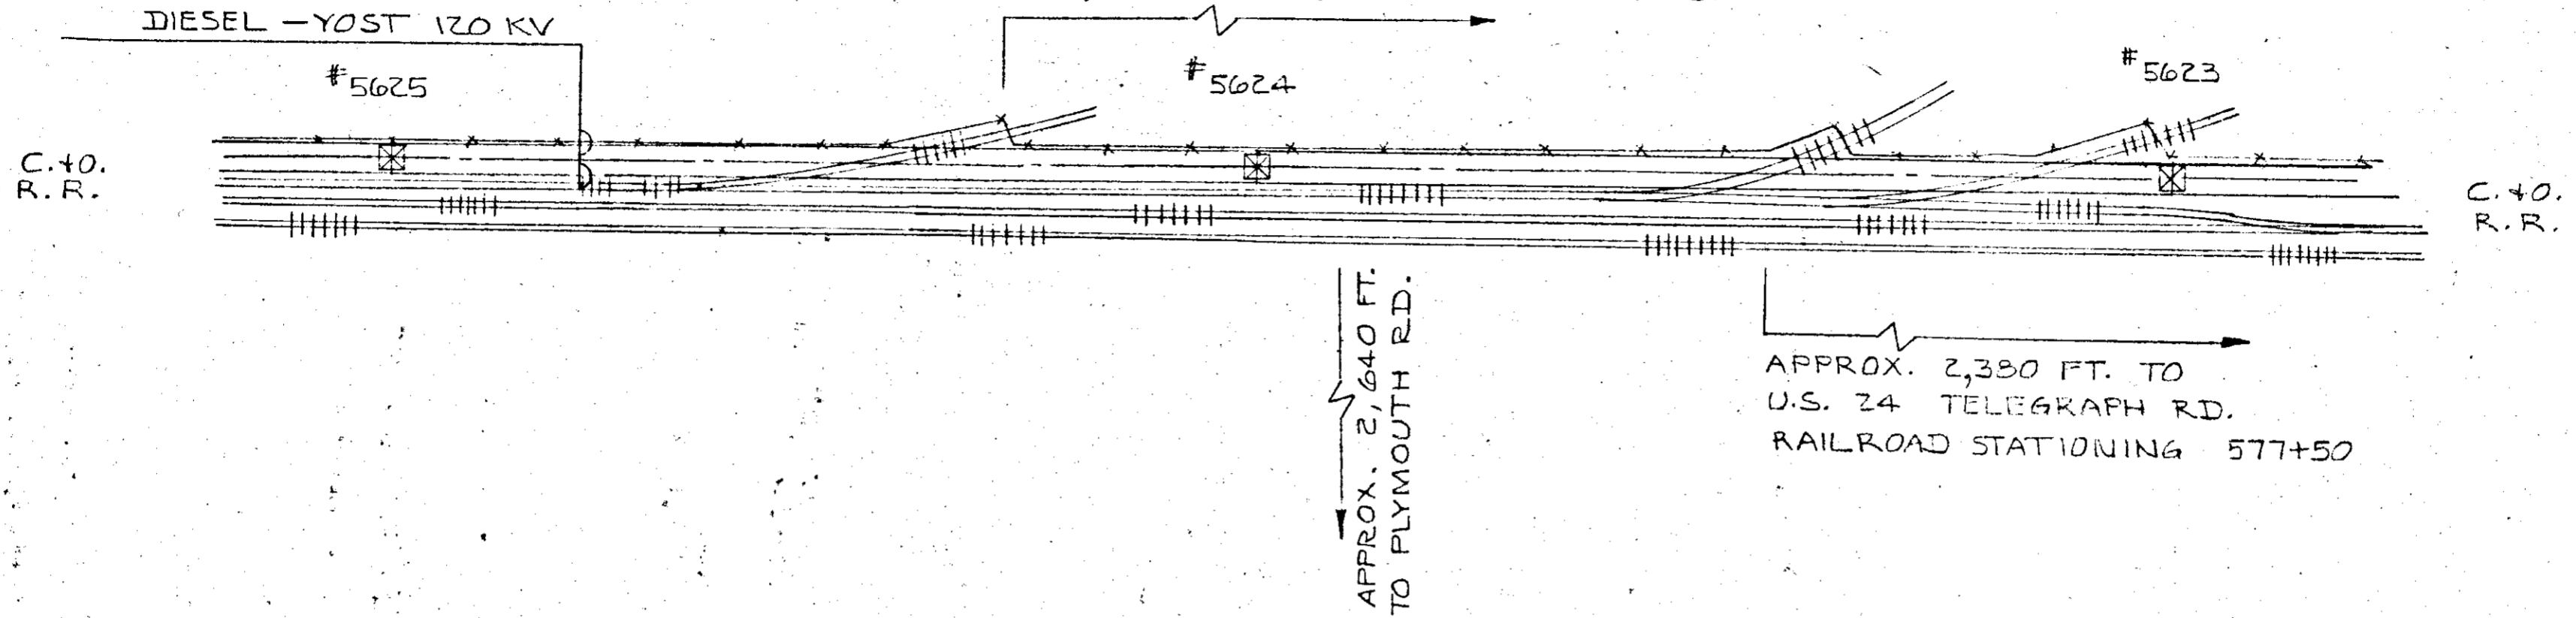 DIESEL - YOST 120 KV
#5625
#5624
#5623
C.&O.
R.R.
C.&O.
R.R.
APPROX. 2,640 FT.
TO PLYMOUTH RD.
APPROX. 2,380 FT. TO
U.S. 24 TELEGRAPH RD.
RAILROAD STATIONING 577+50